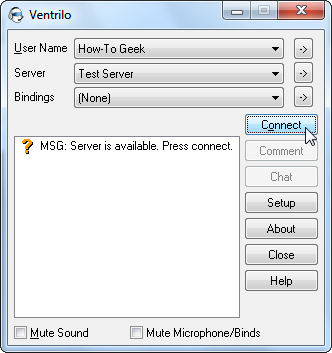 Ventrilo
User Name How-To Geek ->
Server Test Server ->
Bindings (None) ->
Connect
? MSG: Server is available. Press connect.
Comment
Chat
Setup
About
Close
Help
Mute Sound Mute Microphone/Binds